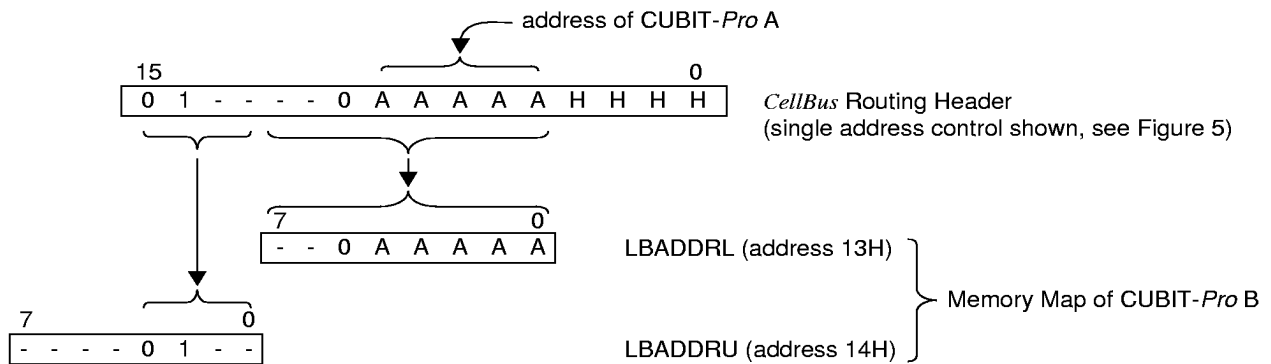 address of CUBIT-Pro A
15 0
0 1 - - - - 0 A A A A A H H H H
CellBus Routing Header
(single address control shown, see Figure 5)
7 0
- - 0 A A A A A
LBADDRL (address 13H)
Memory Map of CUBIT-Pro B
7 0
- - - - 0 1 - -
LBADDRU (address 14H)